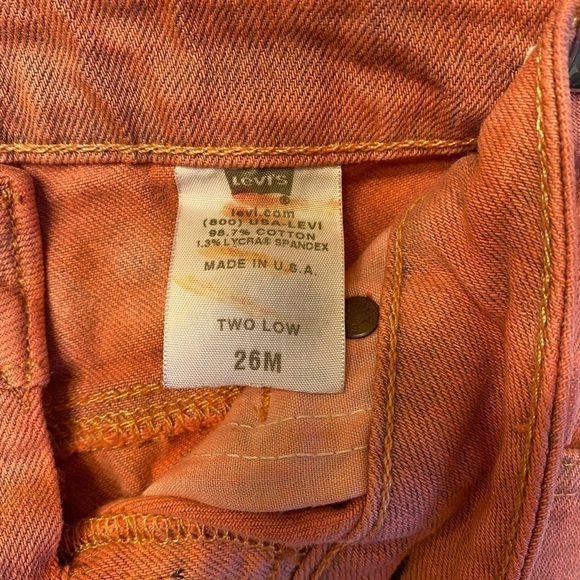 LEVI'S
®
levi.com
(800) USA-LEVI
98.7% COTTON
1.3% LYCRA® SPANDEX
MADE IN U.S.A.
TWO LOW
26M